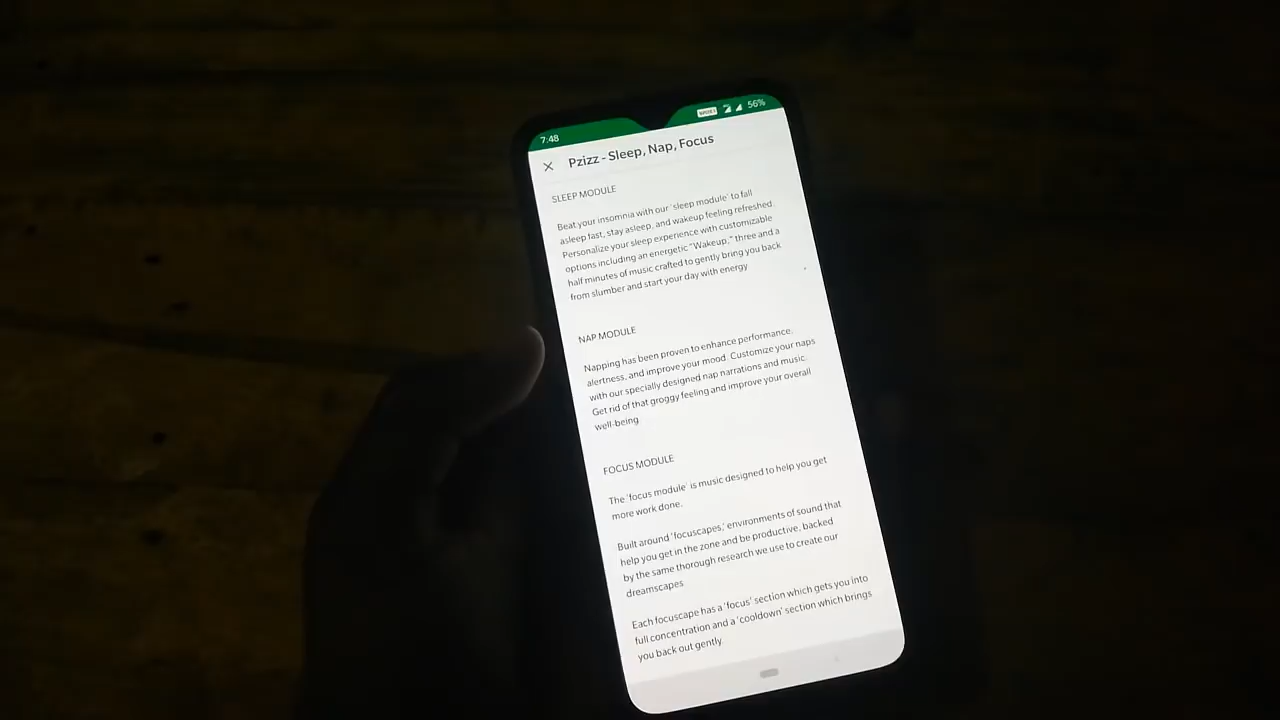 7:48
56%
Pzizz - Sleep, Nap, Focus
SLEEP MODULE
Beat your insomnia with our 'sleep module' to fall
asleep fast, stay asleep, and wakeup feeling refreshed.
Personalize your sleep experience with customizable
options including an energetic "Wakeup," three and a
half minutes of music crafted to gently bring you back
from slumber and start your day with energy
NAP MODULE
Napping has been proven to enhance performance,
alertness, and improve your mood. Customize your naps
with our specially designed nap narrations and music.
Get rid of that groggy feeling and improve your overall
well-being.
FOCUS MODULE
The 'focus module' is music designed to help you get
more work done.
Built around 'focuscapes,' environments of sound that
help you get in the zone and be productive, backed
by the same thorough research we use to create our
dreamscapes.
Each focuscape has a 'focus' section which gets you into
full concentration and a 'cooldown' section which brings
you back out gently.